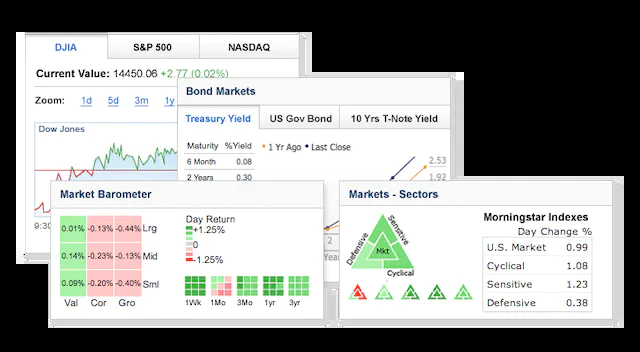 DJIA S&P 500 NASDAQ
Current Value: 14450.06 +2.77 (0.02%)
Zoom: 1d 5d 3m 1y
Dow Jones
9:30
Bond Markets
Treasury Yield US Gov Bond 10 Yrs T-Note Yield
Maturity %Yield
6 Month 0.08
2 Years 0.30
1 Yr Ago Last Close
2.53
1.92
2
Years
Market Barometer
0.01% -0.13% -0.44% Lrg
0.14% -0.23% -0.13% Mid
0.09% -0.20% -0.40% Sml
Val Cor Gro
Day Return
+1.25%
0
-1.25%
1Wk 1Mo 3Mo 1yr 3yr
Markets - Sectors
Defensive
Sensitive
Mkt
Cyclical
Morningstar Indexes
Day Change %
U.S. Market 0.99
Cyclical 1.08
Sensitive 1.23
Defensive 0.38